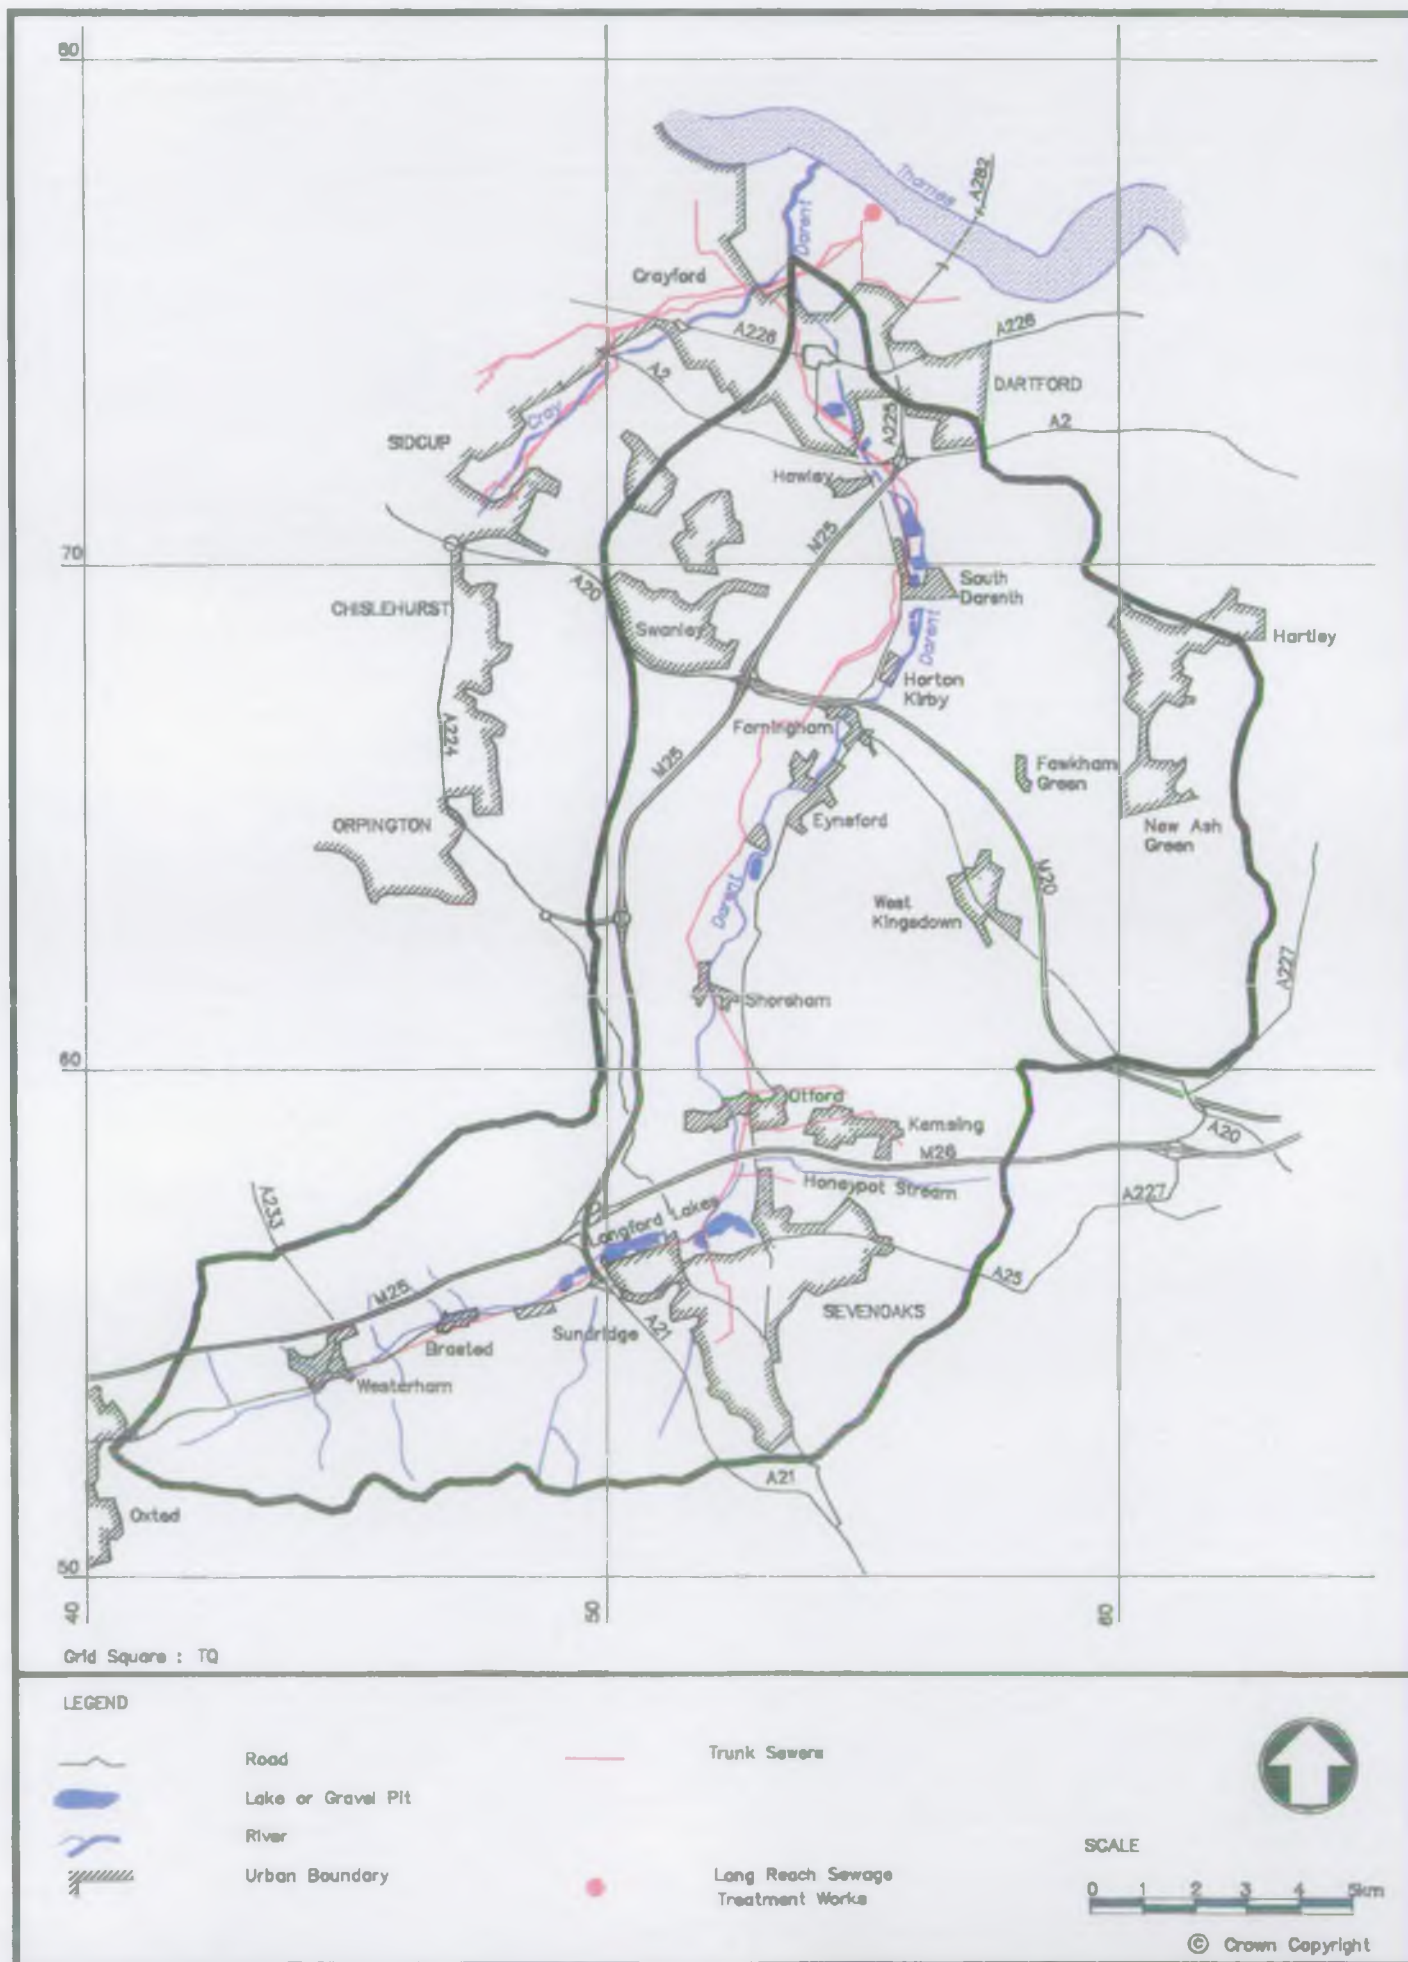 80
Thames
A282
Darent
Crayford
A226
A226
A2
DARTFORD
Cray
A225
A2
SIDCUP
Hawley
M25
70
A20
South
Darenth
CHISLEHURST
Swanley
Darent
Hartley
Horton
Kirby
A224
Farningham
M25
Fawkham
Green
Eynsford
ORPINGTON
New Ash
Green
M20
Darent
West
Kingsdown
A227
Shoreham
60
Otford
Kemsing
A20
M26
Honeypot Stream
A227
A233
Longford Lakes
M25
A25
SEVENOAKS
Sundridge
A21
Brasted
Westerham
A21
Oxted
50
40
50
60
Grid Square : TQ
LEGEND
Road
Trunk Sewers
Lake or Gravel Pit
River
SCALE
Urban Boundary
Long Reach Sewage
Treatment Works
0 1 2 3 4 5km
© Crown Copyright